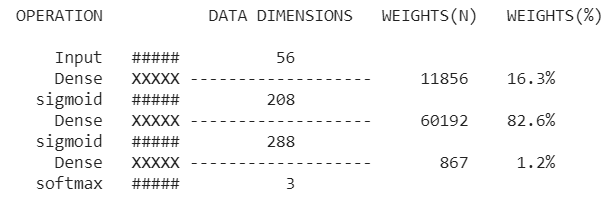 OPERATION DATA DIMENSIONS WEIGHTS(N) WEIGHTS(%)
Input ##### 56
Dense XXXXX ------------------- 11856 16.3%
sigmoid ##### 208
Dense XXXXX ------------------- 60192 82.6%
sigmoid ##### 288
Dense XXXXX ------------------- 867 1.2%
softmax ##### 3